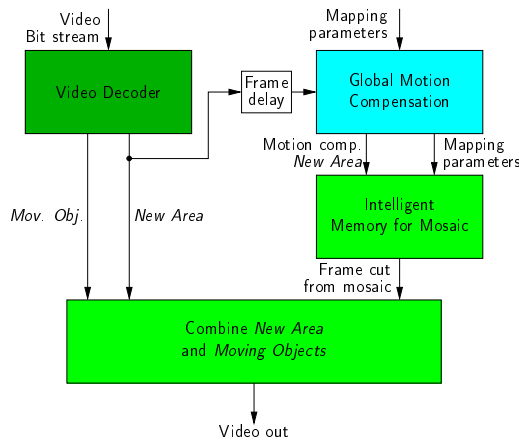 Video
Bit stream
Mapping
parameters
Video Decoder
Frame
delay
Global Motion
Compensation
Motion comp.
New Area
Mapping
parameters
Mov. Obj.
New Area
Intelligent
Memory for Mosaic
Frame cut
from mosaic
Combine New Area
and Moving Objects
Video out